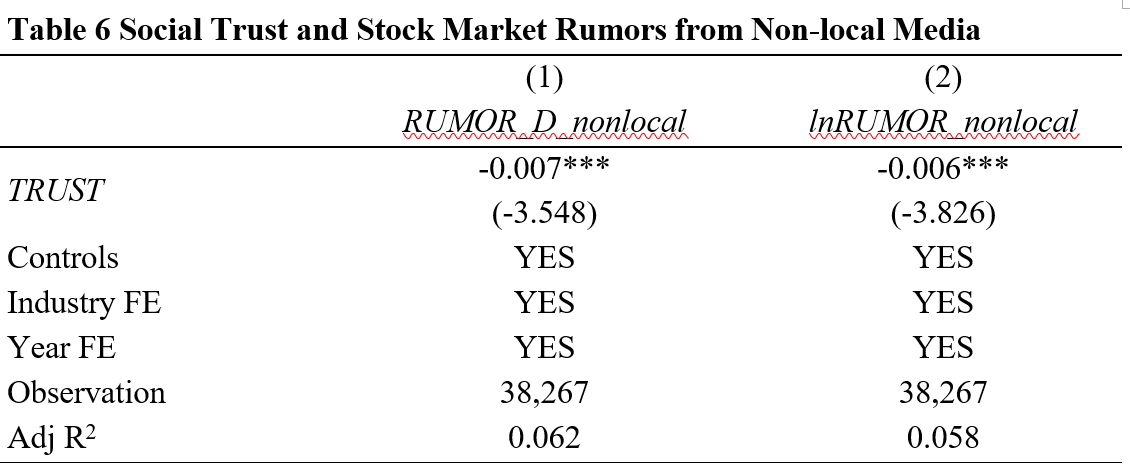 Table 6 Social Trust and Stock Market Rumors from Non-local Media
(1) (2)
RUMOR_D_nonlocal lnRUMOR_nonlocal
TRUST -0.007*** -0.006***
(-3.548) (-3.826)
Controls YES YES
Industry FE YES YES
Year FE YES YES
Observation 38,267 38,267
Adj R² 0.062 0.058